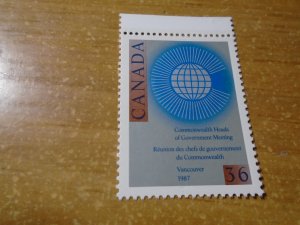 CANADA
Commonwealth Heads
of Government Meeting
Réunion des chefs de gouvernement
du Commonwealth
Vancouver
1987
36